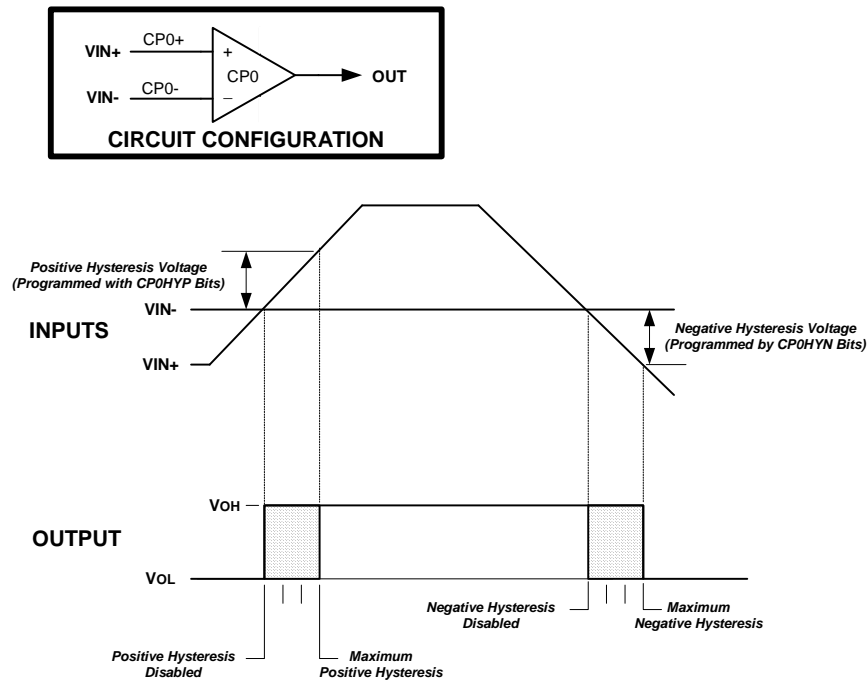 VIN+
CP0+
+
CP0
OUT
VIN-
CP0-
–
CIRCUIT CONFIGURATION
Positive Hysteresis Voltage
(Programmed with CP0HYP Bits)
VIN-
INPUTS
VIN+
Negative Hysteresis Voltage
(Programmed by CP0HYN Bits)
VOH
OUTPUT
VOL
Negative Hysteresis
Disabled
Maximum
Negative Hysteresis
Positive Hysteresis
Disabled
Maximum
Positive Hysteresis